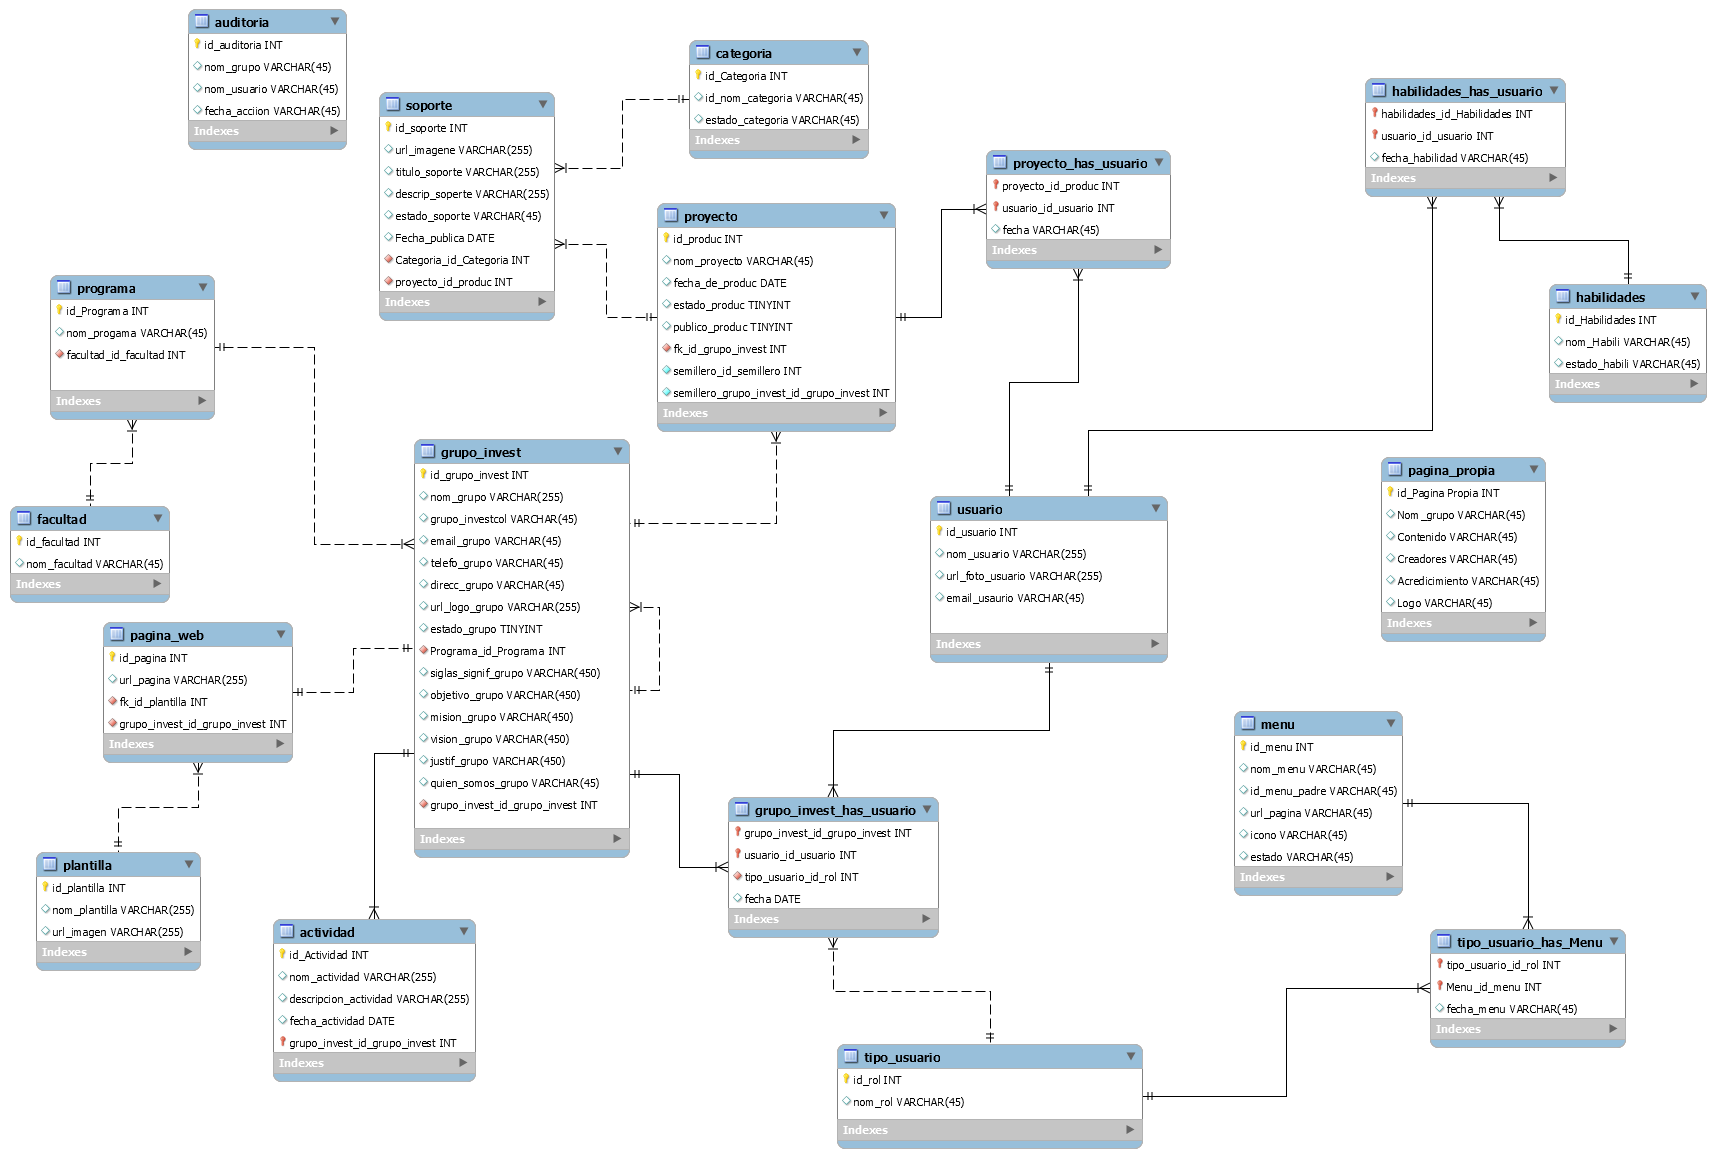 auditoria
id_auditoria INT
nom_grupo VARCHAR(45)
nom_usuario VARCHAR(45)
fecha_acciion VARCHAR(45)
Indexes
categoria
id_Categoria INT
id_nom_categoria VARCHAR(45)
estado_categoria VARCHAR(45)
Indexes
soporte
id_soporte INT
url_imagene VARCHAR(255)
titulo_soporte VARCHAR(255)
descrip_soperte VARCHAR(255)
estado_soporte VARCHAR(45)
Fecha_publica DATE
Categoria_id_Categoria INT
proyecto_id_produc INT
Indexes
habilidades_has_usuario
habilidades_id_Habilidades INT
usuario_id_usuario INT
fecha_habilidad VARCHAR(45)
Indexes
proyecto_has_usuario
proyecto_id_produc INT
usuario_id_usuario INT
fecha VARCHAR(45)
Indexes
proyecto
id_produc INT
nom_proyecto VARCHAR(45)
fecha_de_produc DATE
estado_produc TINYINT
publico_produc TINYINT
fk_id_grupo_invest INT
semillero_id_semillero INT
semillero_grupo_invest_id_grupo_invest INT
Indexes
programa
id_Programa INT
nom_progama VARCHAR(45)
facultad_id_facultad INT
Indexes
habilidades
id_Habilidades INT
nom_Habili VARCHAR(45)
estado_habili VARCHAR(45)
Indexes
grupo_invest
id_grupo_invest INT
nom_grupo VARCHAR(255)
grupo_investcol VARCHAR(45)
email_grupo VARCHAR(45)
telefo_grupo VARCHAR(45)
direcc_grupo VARCHAR(45)
url_logo_grupo VARCHAR(255)
estado_grupo TINYINT
Programa_id_Programa INT
siglas_signif_grupo VARCHAR(450)
objetivo_grupo VARCHAR(450)
mision_grupo VARCHAR(450)
vision_grupo VARCHAR(450)
justif_grupo VARCHAR(450)
quien_somos_grupo VARCHAR(45)
grupo_invest_id_grupo_invest INT
Indexes
facultad
id_facultad INT
nom_facultad VARCHAR(45)
Indexes
usuario
id_usuario INT
nom_usuario VARCHAR(255)
url_foto_usuario VARCHAR(255)
email_usaurio VARCHAR(45)
Indexes
pagina_propia
id_Pagina Propia INT
Nom_grupo VARCHAR(45)
Contenido VARCHAR(45)
Creadores VARCHAR(45)
Acredicimiento VARCHAR(45)
Logo VARCHAR(45)
Indexes
pagina_web
id_pagina INT
url_pagina VARCHAR(255)
fk_id_plantilla INT
grupo_invest_id_grupo_invest INT
Indexes
menu
id_menu INT
nom_menu VARCHAR(45)
id_menu_padre VARCHAR(45)
url_pagina VARCHAR(45)
icono VARCHAR(45)
estado VARCHAR(45)
Indexes
grupo_invest_has_usuario
grupo_invest_id_grupo_invest INT
usuario_id_usuario INT
tipo_usuario_id_rol INT
fecha DATE
Indexes
plantilla
id_plantilla INT
nom_plantilla VARCHAR(255)
url_imagen VARCHAR(255)
Indexes
actividad
id_Actividad INT
nom_actividad VARCHAR(255)
descripcion_actividad VARCHAR(255)
fecha_actividad DATE
grupo_invest_id_grupo_invest INT
Indexes
tipo_usuario_has_Menu
tipo_usuario_id_rol INT
Menu_id_menu INT
fecha_menu VARCHAR(45)
Indexes
tipo_usuario
id_rol INT
nom_rol VARCHAR(45)
Indexes